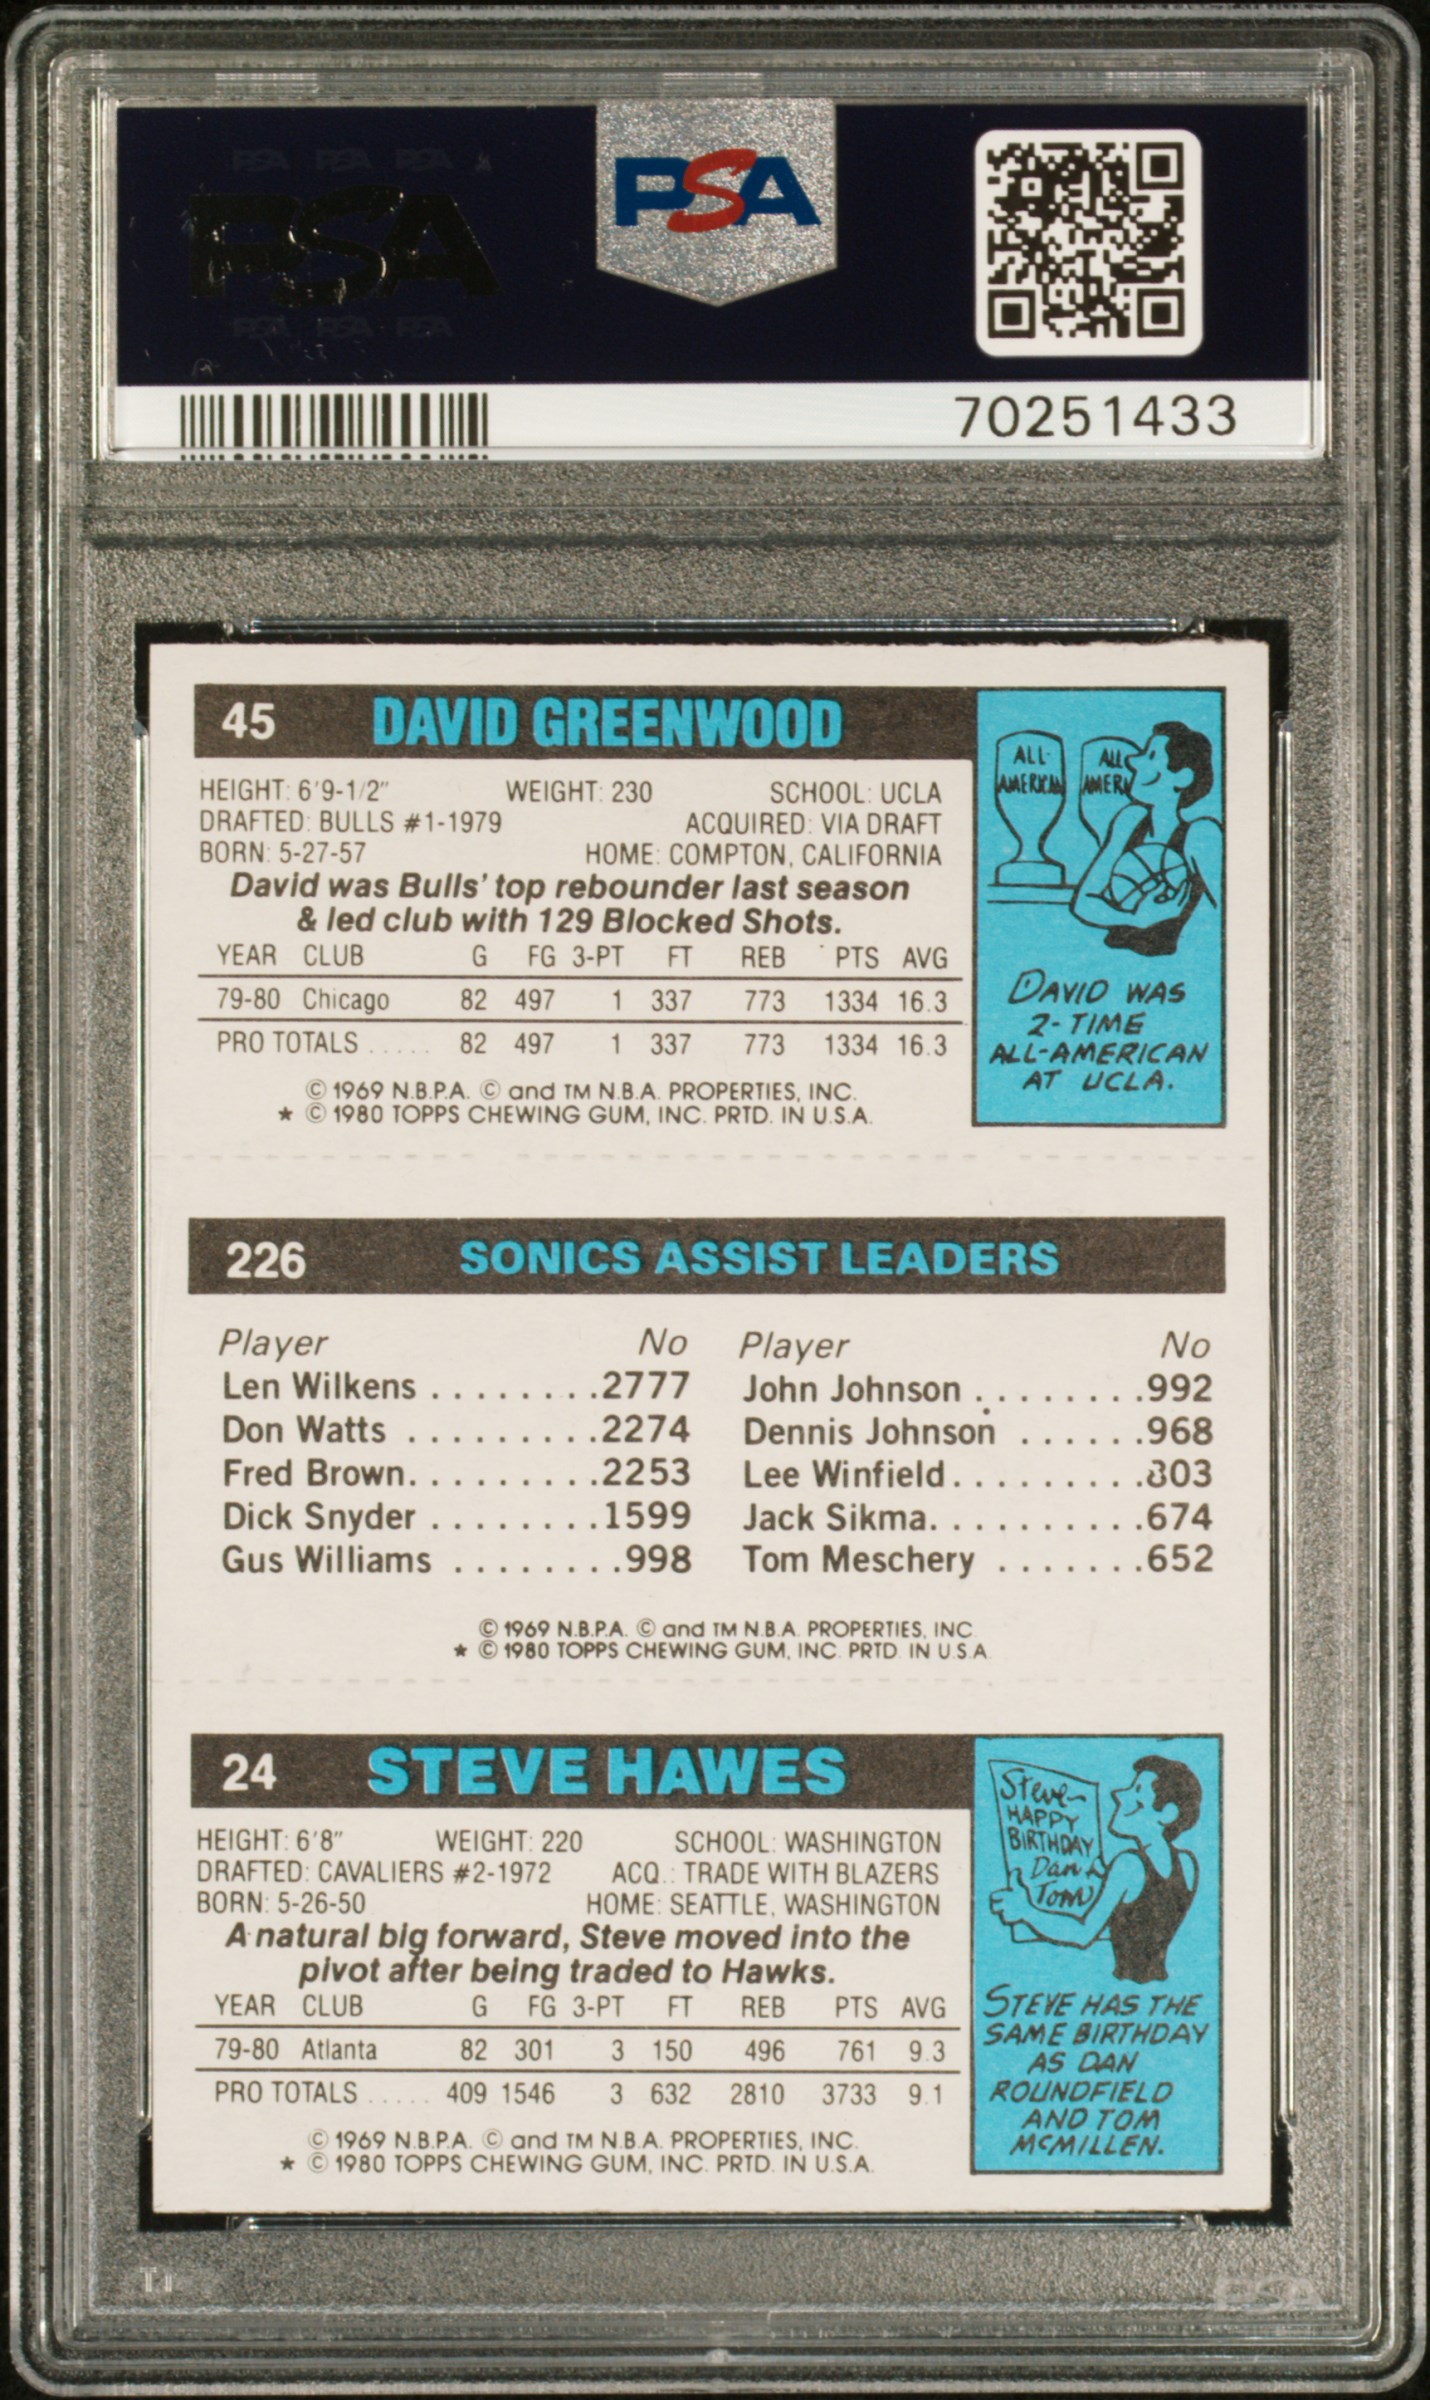 PSA PSA PSA
PSA
PSA PSA PSA
PSA
70251433
45 DAVID GREENWOOD
HEIGHT: 6'9-1/2" WEIGHT: 230 SCHOOL: UCLA
DRAFTED: BULLS #1-1979 ACQUIRED: VIA DRAFT
BORN: 5-27-57 HOME: COMPTON, CALIFORNIA
David was Bulls' top rebounder last season
& led club with 129 Blocked Shots.
YEAR CLUB G FG 3-PT FT REB PTS AVG
79-80 Chicago 82 497 1 337 773 1334 16.3
PRO TOTALS ..... 82 497 1 337 773 1334 16.3
© 1969 N.B.P.A. © and TM N.B.A. PROPERTIES, INC.
* © 1980 TOPPS CHEWING GUM, INC. PRTD. IN U.S.A.
ALL-
AMERICAN
ALL
AMERI
DAVID WAS
2-TIME
ALL-AMERICAN
AT UCLA.
226 SONICS ASSIST LEADERS
Player No Player No
Len Wilkens ........2777 John Johnson ........992
Don Watts .........2274 Dennis Johnson ......968
Fred Brown.........2253 Lee Winfield.........803
Dick Snyder ........1599 Jack Sikma..........674
Gus Williams ........998 Tom Meschery .......652
© 1969 N.B.P.A. © and TM N.B.A. PROPERTIES, INC.
* © 1980 TOPPS CHEWING GUM, INC. PRTD. IN U.S.A.
24 STEVE HAWES
HEIGHT: 6'8" WEIGHT: 220 SCHOOL: WASHINGTON
DRAFTED: CAVALIERS #2-1972 ACQ.: TRADE WITH BLAZERS
BORN: 5-26-50 HOME: SEATTLE, WASHINGTON
A natural big forward, Steve moved into the
pivot after being traded to Hawks.
YEAR CLUB G FG 3-PT FT REB PTS AVG
79-80 Atlanta 82 301 3 150 496 761 9.3
PRO TOTALS ..... 409 1546 3 632 2810 3733 9.1
© 1969 N.B.P.A. © and TM N.B.A. PROPERTIES, INC.
* © 1980 TOPPS CHEWING GUM, INC. PRTD. IN U.S.A.
Steve-
HAPPY
BIRTHDAY
Dan &
Tom
STEVE HAS THE
SAME BIRTHDAY
AS DAN
ROUNDFIELD
AND TOM
McMILLEN.
PSA